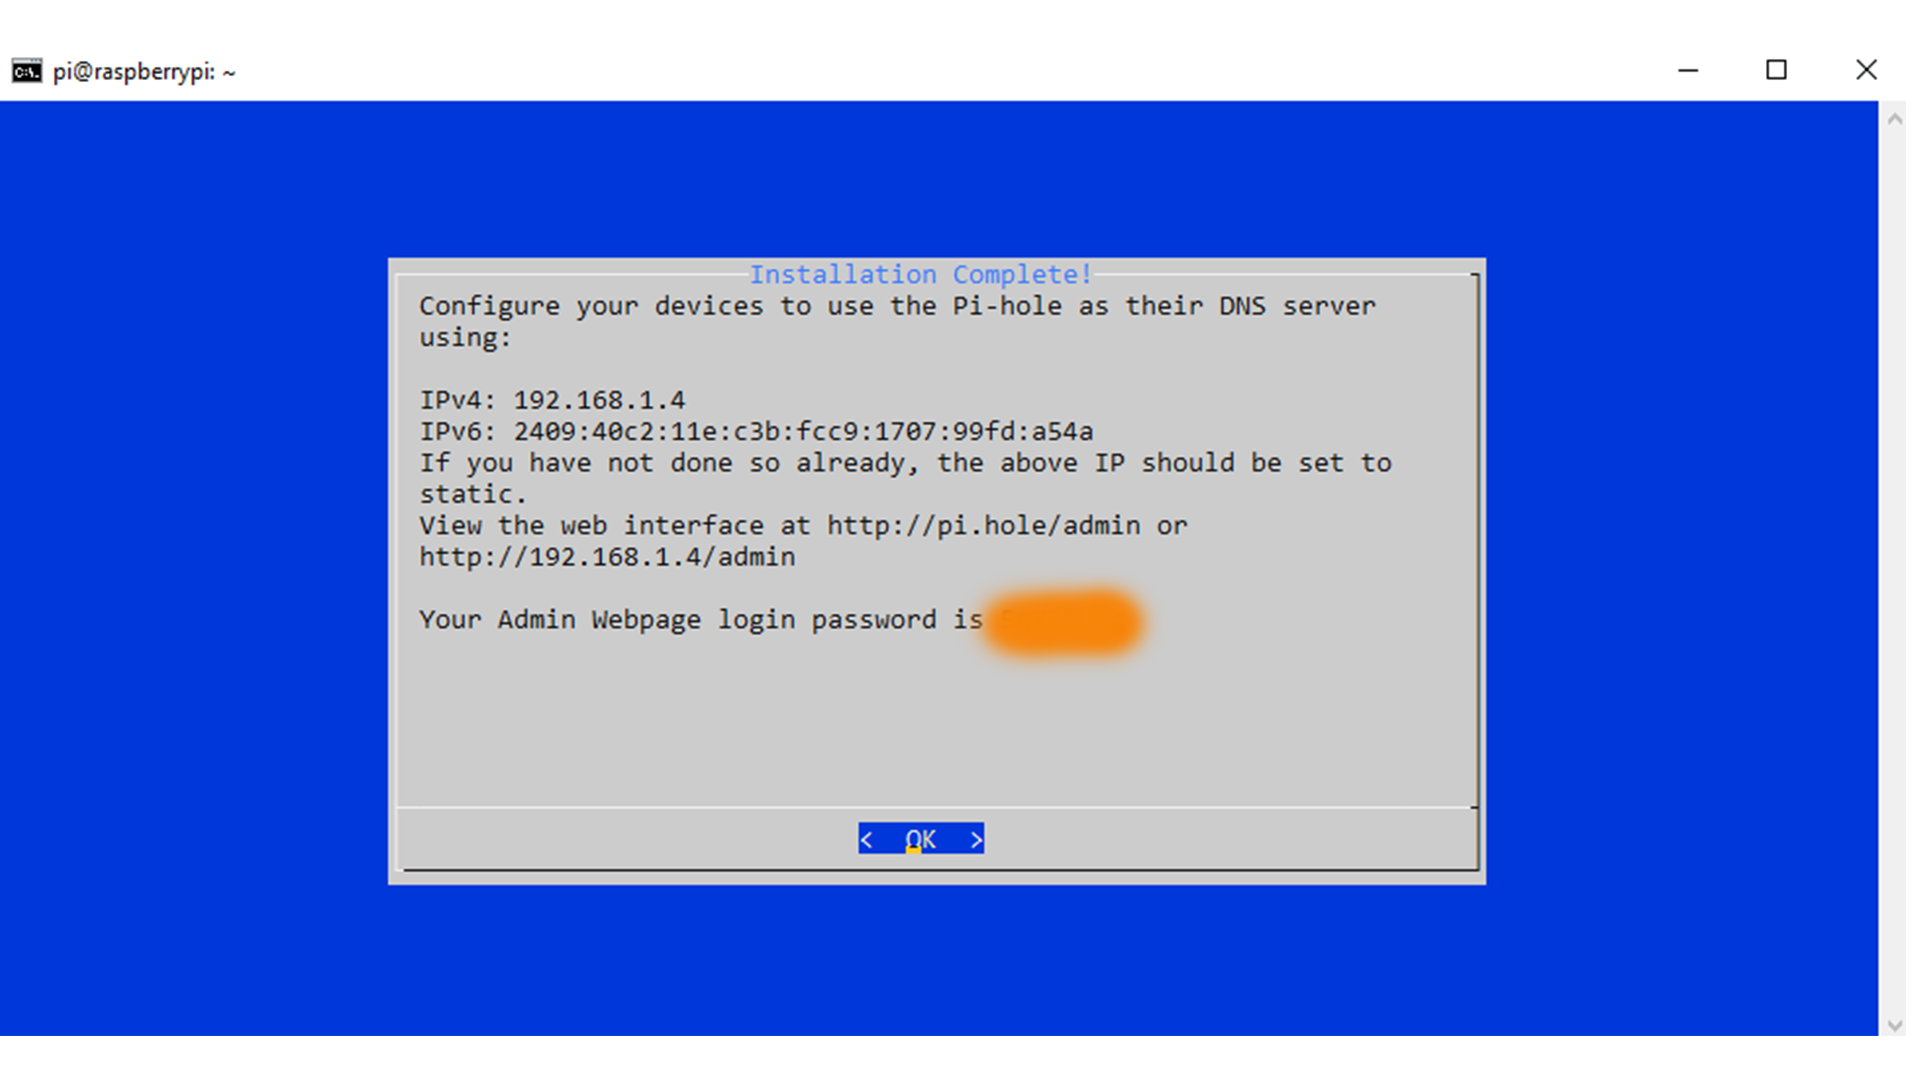 pi@raspberrypi: ~
Installation Complete!
Configure your devices to use the Pi-hole as their DNS server
using:
IPv4: 192.168.1.4
IPv6: 2409:40c2:11e:c3b:fcc9:1707:99fd:a54a
If you have not done so already, the above IP should be set to
static.
View the web interface at http://pi.hole/admin or
http://192.168.1.4/admin
Your Admin Webpage login password is
< OK >